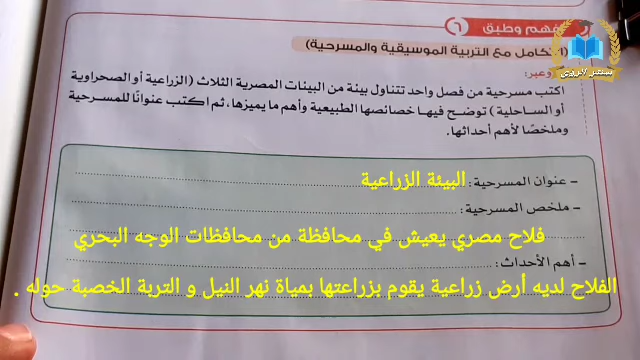 افهم وطبق ٦
(التكامل مع التربية الموسيقية والمسرحية)
وعبر:
اكتب مسرحية من فصل واحد تتناول بيئة من البيئات المصرية الثلاث (الزراعية أو الصحراوية
أو الساحلية) توضح فيها خصائصها الطبيعية وأهم ما يميزها، ثم اكتب عنوانًا للمسرحية
وملخصًا لأهم أحداثها.
- عنوان المسرحية: البيئة الزراعية
- ملخص المسرحية:
فلاح مصري يعيش في محافظة من محافظات الوجه البحري
- أهم الأحداث:
الفلاح لديه أرض زراعية يقوم بزراعتها بمياة نهر النيل و التربة الخصبة حوله .